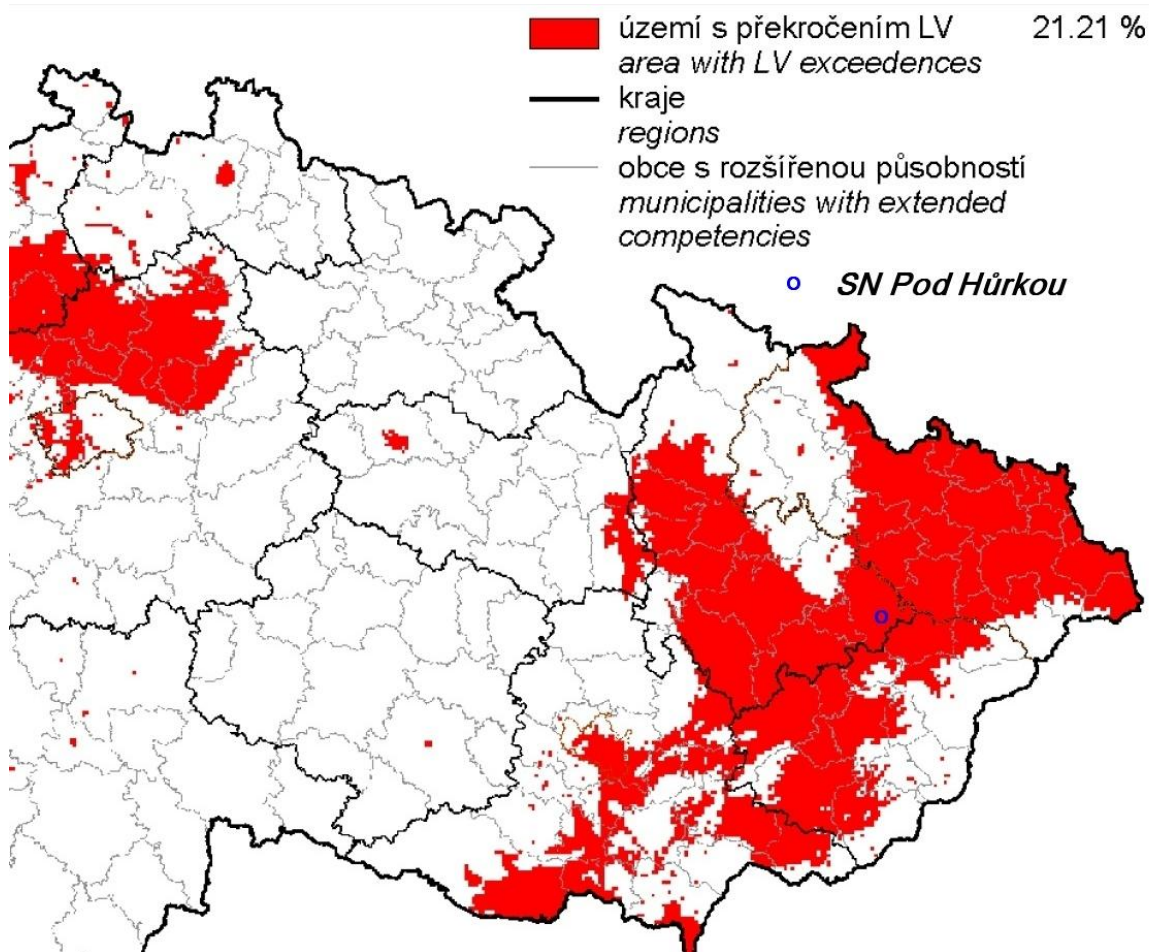 území s překročením LV 21.21 %
area with LV exceedences
kraje
regions
obce s rozšířenou působností
municipalities with extended
competencies
SN Pod Hůrkou